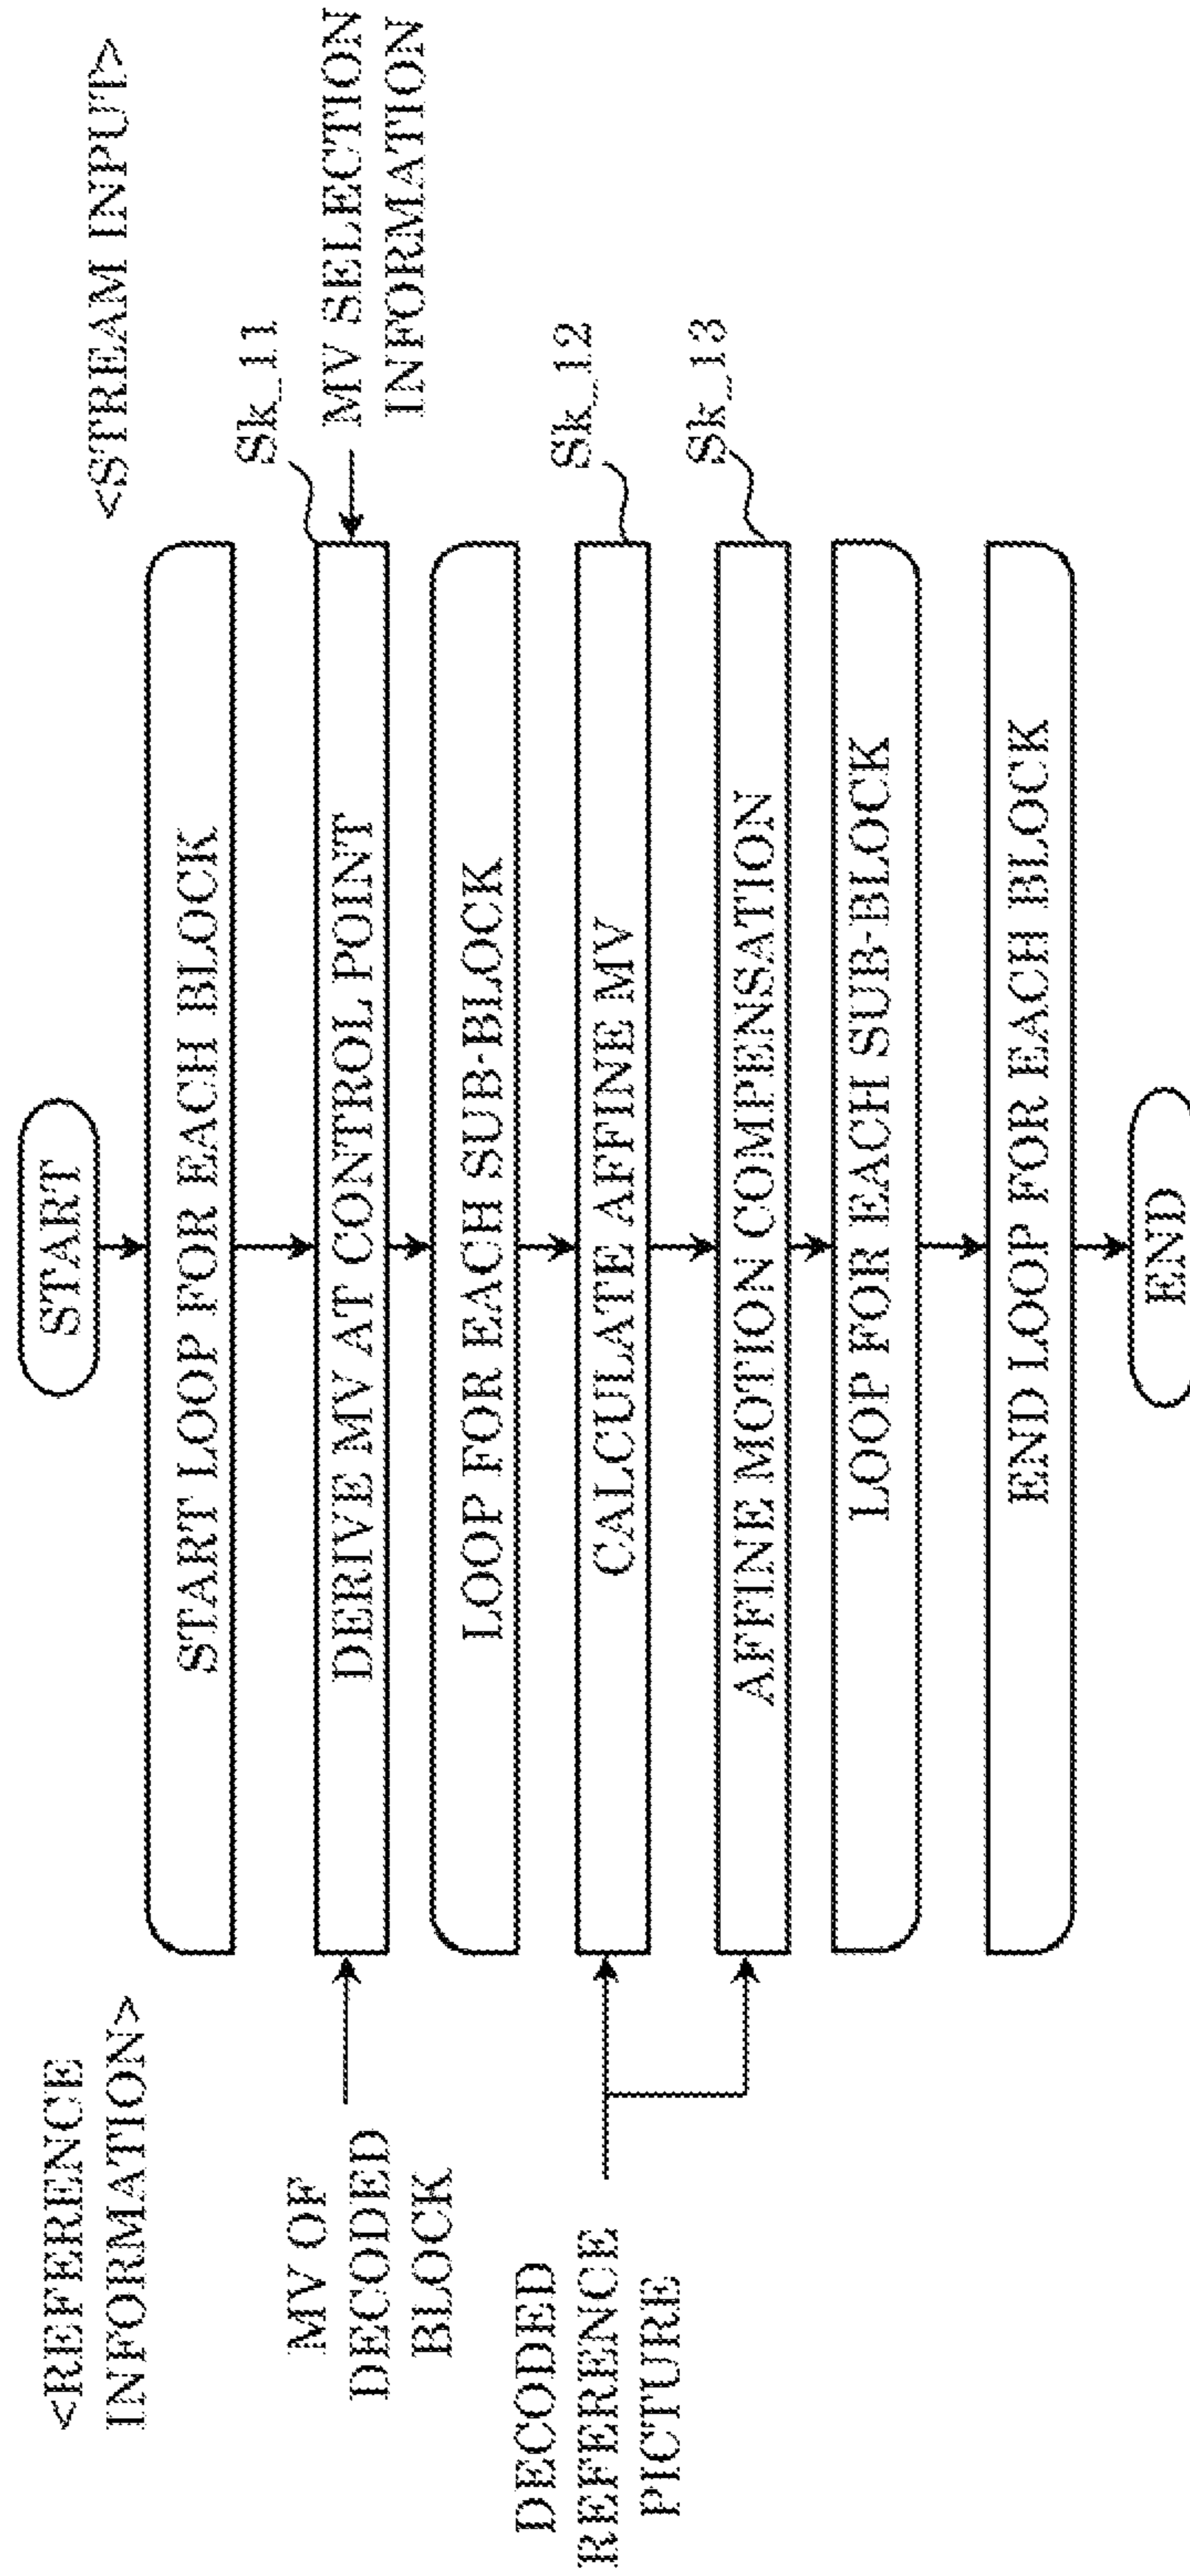 <REFERENCE
INFORMATION>
<STREAM INPUT>
START
START LOOP FOR EACH BLOCK
Sk_11
MV OF
DECODED
BLOCK
DERIVE MV AT CONTROL POINT
MV SELECTION
INFORMATION
LOOP FOR EACH SUB-BLOCK
Sk_12
DECODED
REFERENCE
PICTURE
CALCULATE AFFINE MV
Sk_13
AFFINE MOTION COMPENSATION
LOOP FOR EACH SUB-BLOCK
END LOOP FOR EACH BLOCK
END